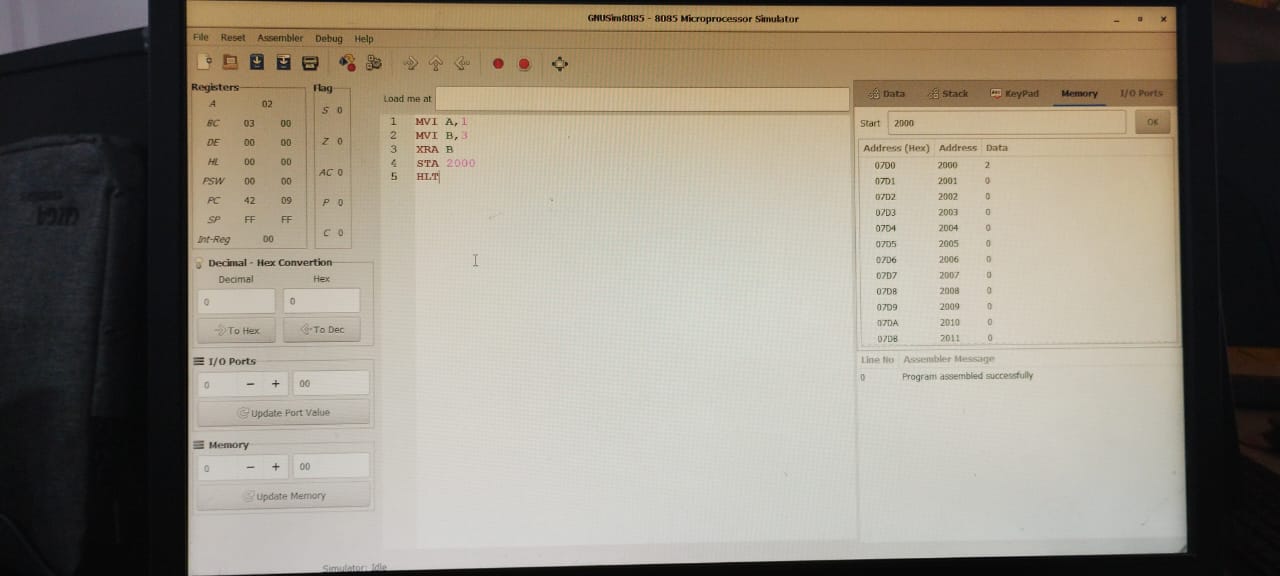 GNUSim8085 - 8085 Microprocessor Simulator
File Reset Assembler Debug Help
Registers
A 02
BC 03 00
DE 00 00
HL 00 00
PSW 00 00
PC 42 09
SP FF FF
Int-Reg 00
Flag
S 0
Z 0
AC 0
P 0
C 0
Decimal - Hex Convertion
Decimal Hex
0 0
To Hex To Dec
I/O Ports
0 - + 00
Update Port Value
Memory
0 - + 00
Update Memory
Load me at
1 MVI A,1
2 MVI B,3
3 XRA B
4 STA 2000
5 HLT
Simulator: Idle
Data Stack KeyPad Memory I/O Ports
Start 2000 OK
Address (Hex) Address Data
07D0 2000 2
07D1 2001 0
07D2 2002 0
07D3 2003 0
07D4 2004 0
07D5 2005 0
07D6 2006 0
07D7 2007 0
07D8 2008 0
07D9 2009 0
07DA 2010 0
07DB 2011 0
Line No Assembler Message
0 Program assembled successfully